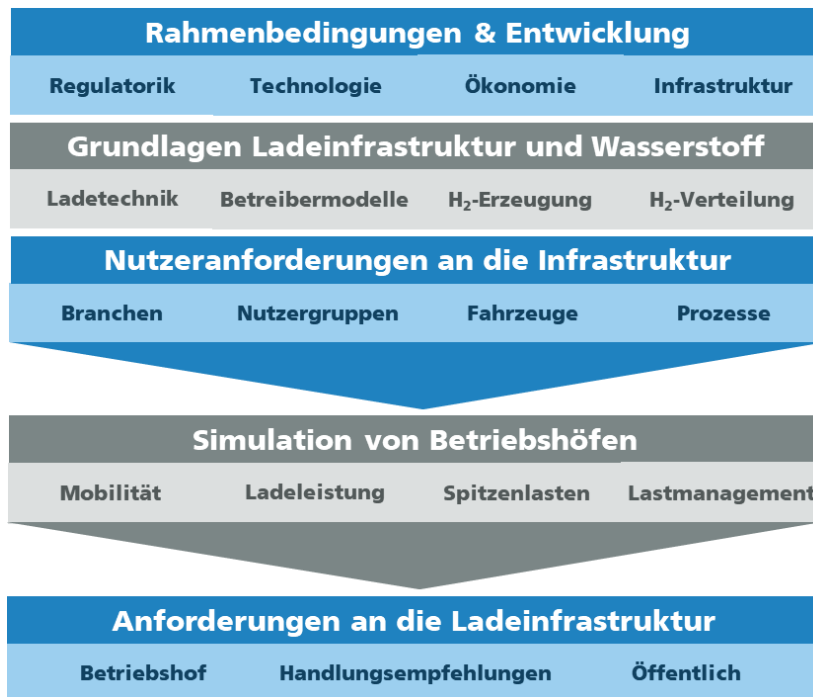 Rahmenbedingungen & Entwicklung
Regulatorik Technologie Ökonomie Infrastruktur
Grundlagen Ladeinfrastruktur und Wasserstoff
Ladetechnik Betreibermodelle H₂-Erzeugung H₂-Verteilung
Nutzeranforderungen an die Infrastruktur
Branchen Nutzergruppen Fahrzeuge Prozesse
Simulation von Betriebshöfen
Mobilität Ladeleistung Spitzenlasten Lastmanagement
Anforderungen an die Ladeinfrastruktur
Betriebshof Handlungsempfehlungen Öffentlich